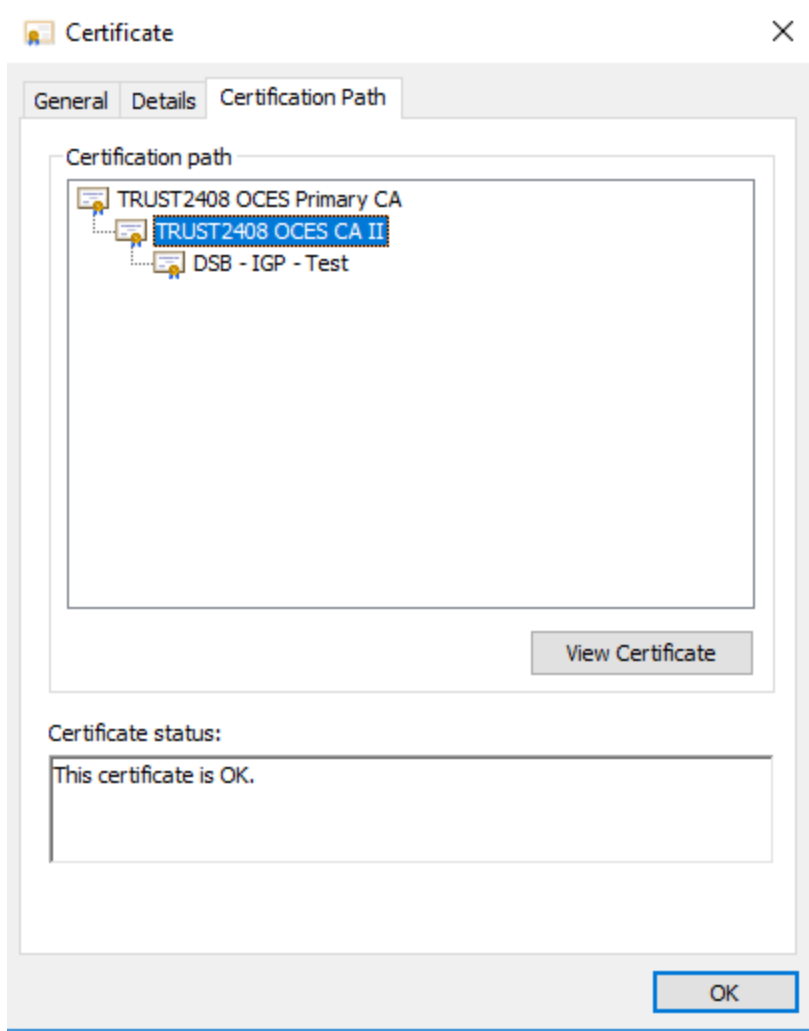 Certificate
General Details Certification Path
Certification path
TRUST2408 OCES Primary CA
TRUST2408 OCES CA II
DSB - IGP - Test
View Certificate
Certificate status:
This certificate is OK.
OK